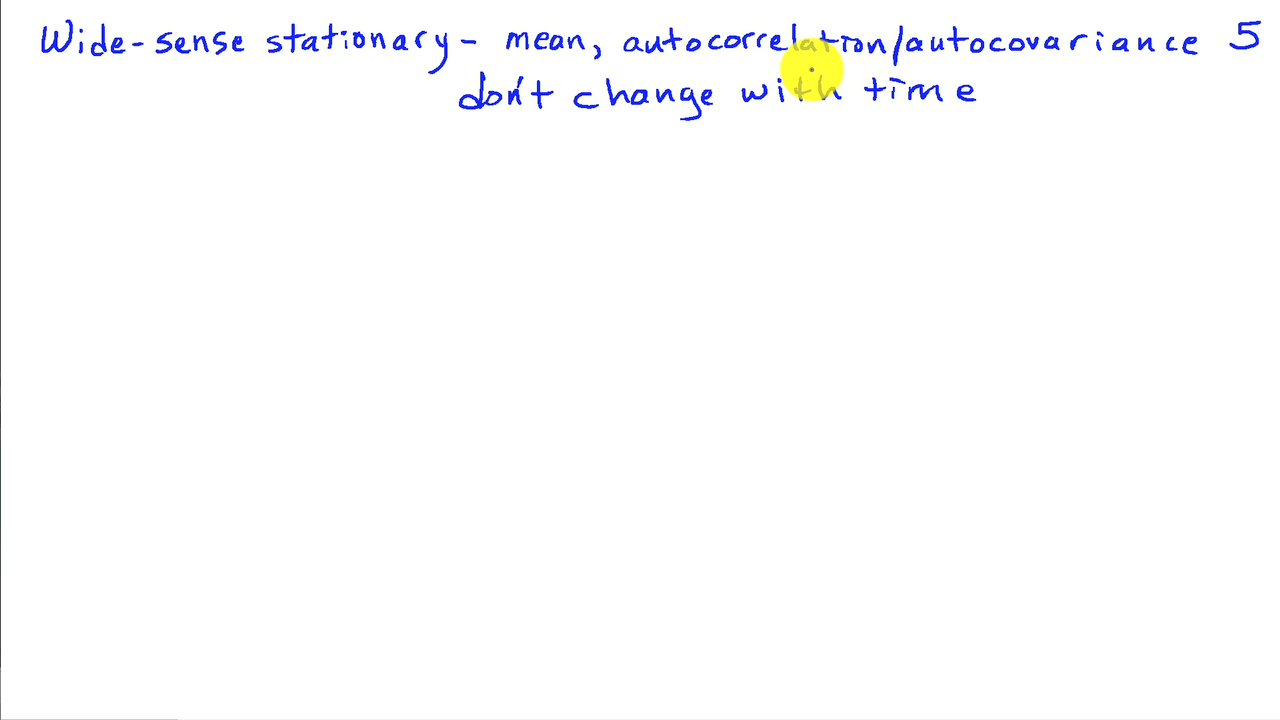 Wide-sense stationary - mean, autocorrelation/autocovariance 5
don't change with time